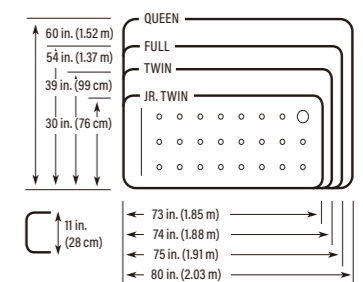 QUEEN
60 in. (1.52 m)
FULL
54 in. (1.37 m)
TWIN
39 in. (99 cm)
JR. TWIN
30 in. (76 cm)
11 in.
(28 cm)
73 in. (1.85 m)
74 in. (1.88 m)
75 in. (1.91 m)
80 in. (2.03 m)